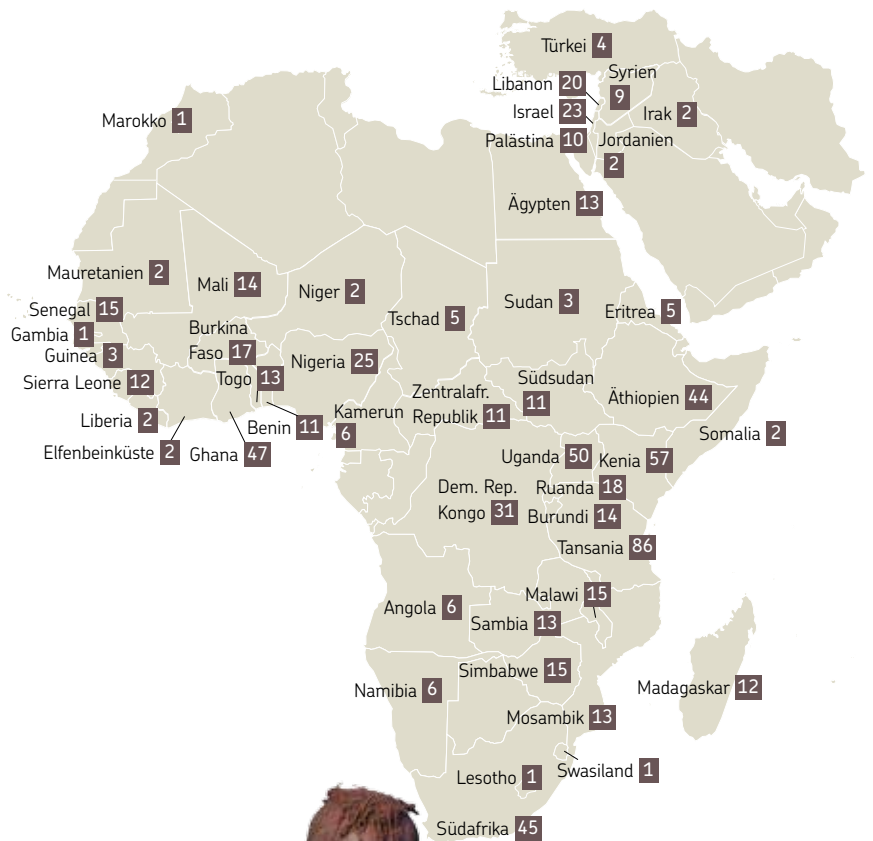 Türkei 4
Syrien
9
Libanon 20
Israel 23
Irak 2
Marokko 1
Palästina 10
Jordanien
2
Ägypten 13
Mauretanien 2
Mali 14
Niger 2
Sudan 3
Eritrea 5
Senegal 15
Tschad 5
Gambia 1
Burkina
Faso 17
Guinea 3
Nigeria 25
Sierra Leone 12
Togo 13
Zentralafr.
Republik 11
Südsudan
11
Äthiopien 44
Liberia 2
Benin 11
Kamerun
6
Somalia 2
Elfenbeinküste 2
Ghana 47
Uganda 50
Kenia 57
Dem. Rep.
Kongo 31
Ruanda 18
Burundi 14
Tansania 86
Malawi 15
Angola 6
Sambia 13
Simbabwe 15
Namibia 6
Madagaskar 12
Mosambik 13
Lesotho 1
Swasiland 1
Südafrika 45